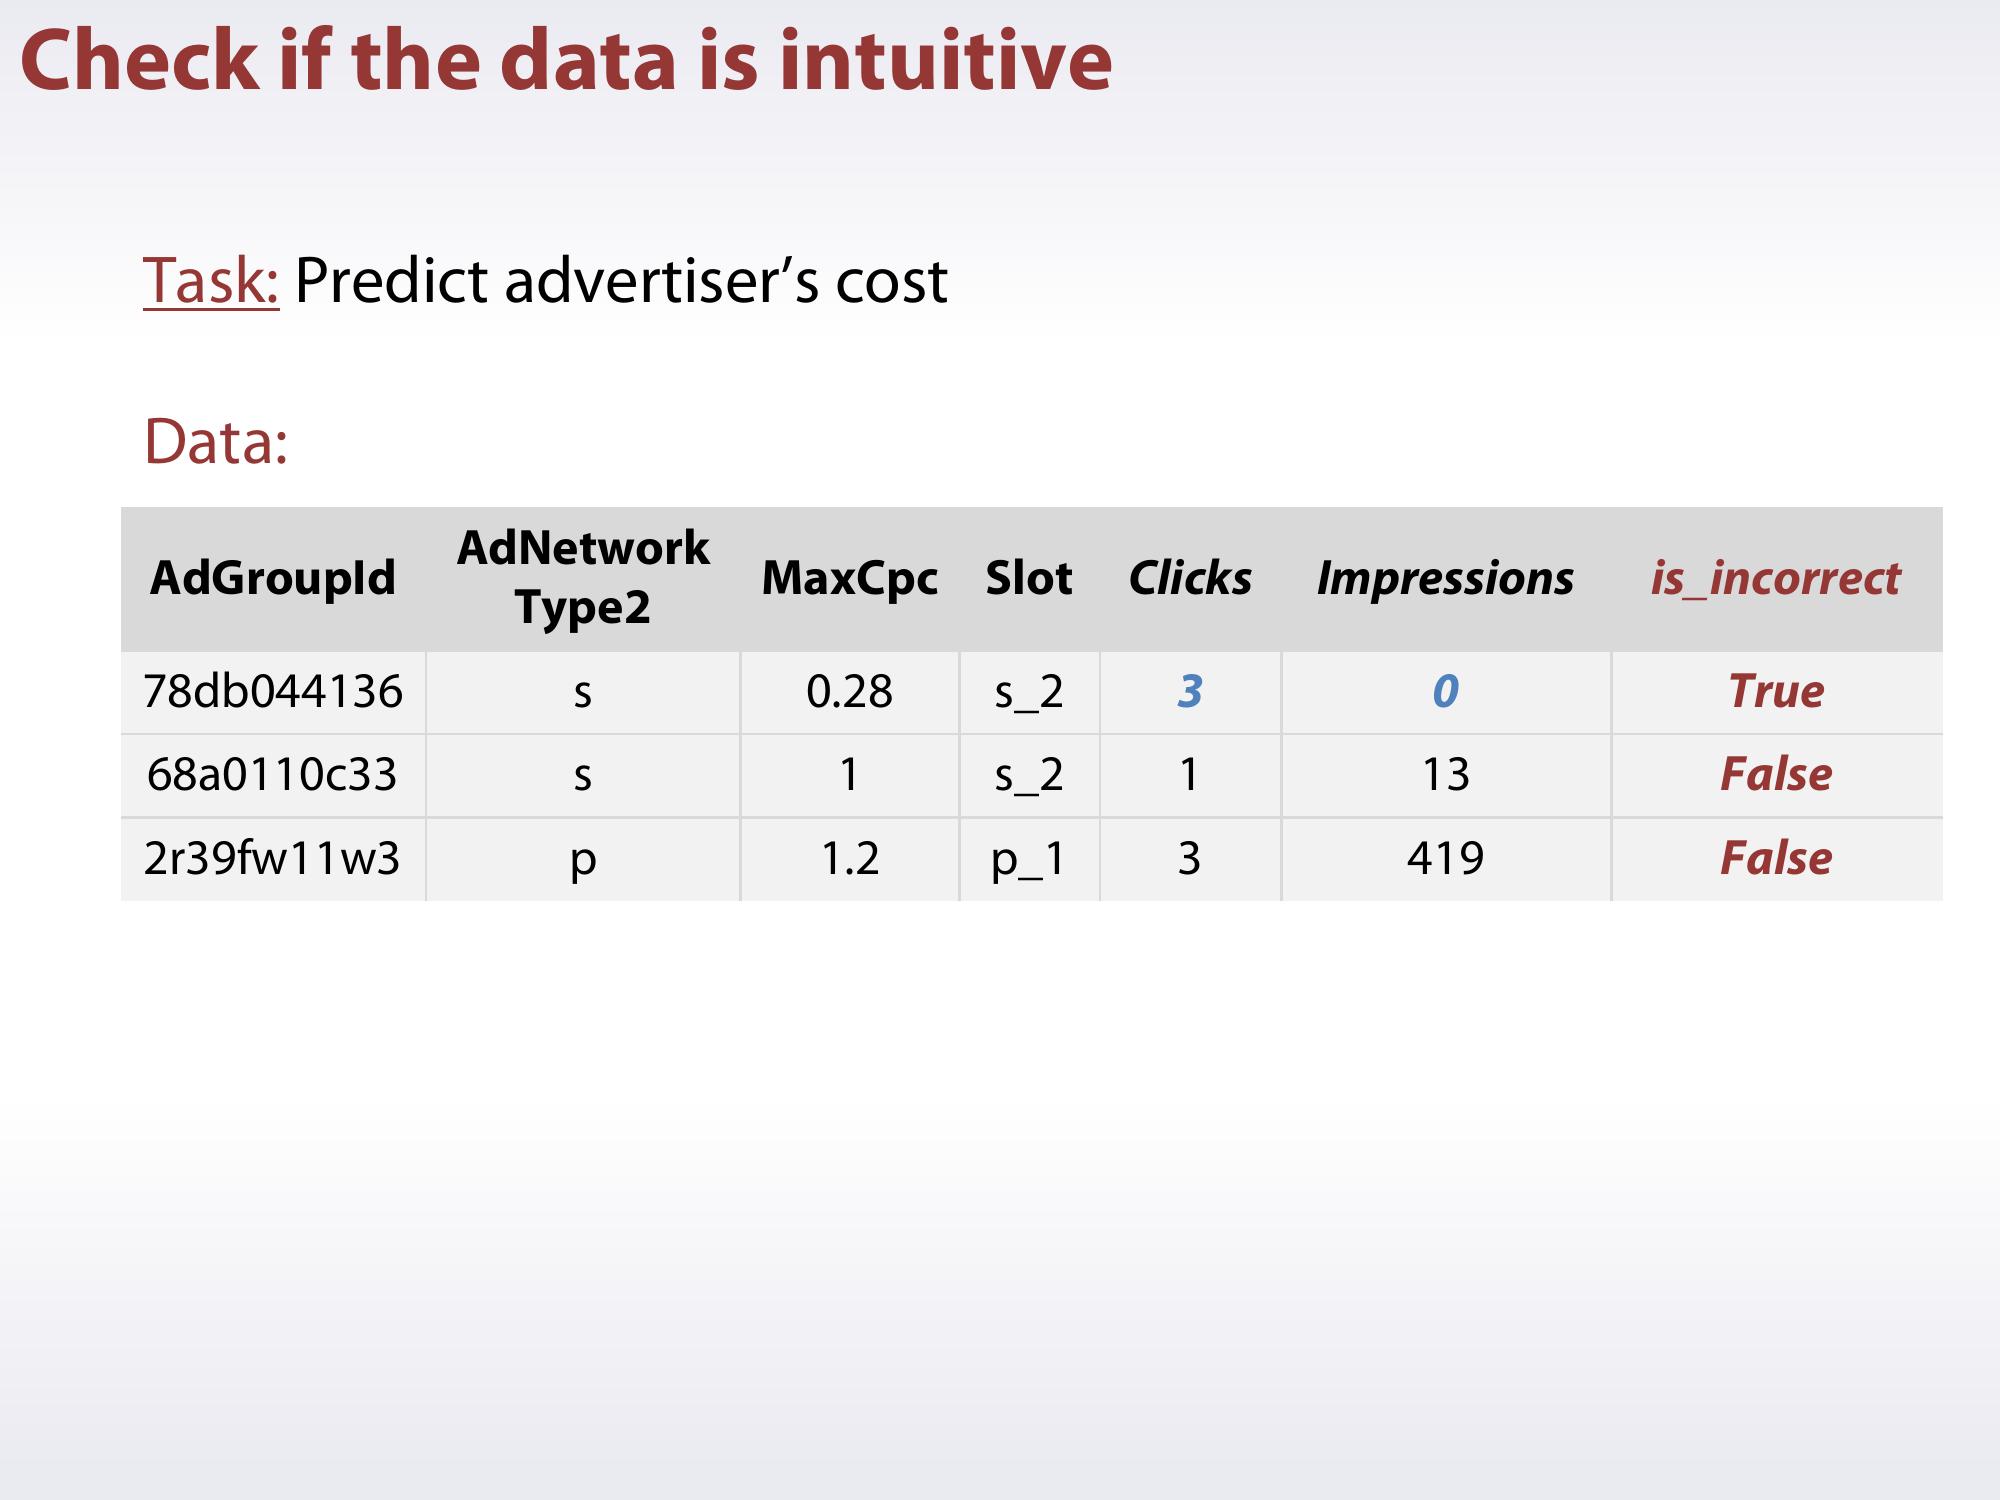 Check if the data is intuitive
Task: Predict advertiser’s cost
Data:
AdGroupId AdNetwork Type2 MaxCpc Slot Clicks Impressions is_incorrect
78db044136 s 0.28 s_2 3 0 True
68a0110c33 s 1 s_2 1 13 False
2r39fw11w3 p 1.2 p_1 3 419 False